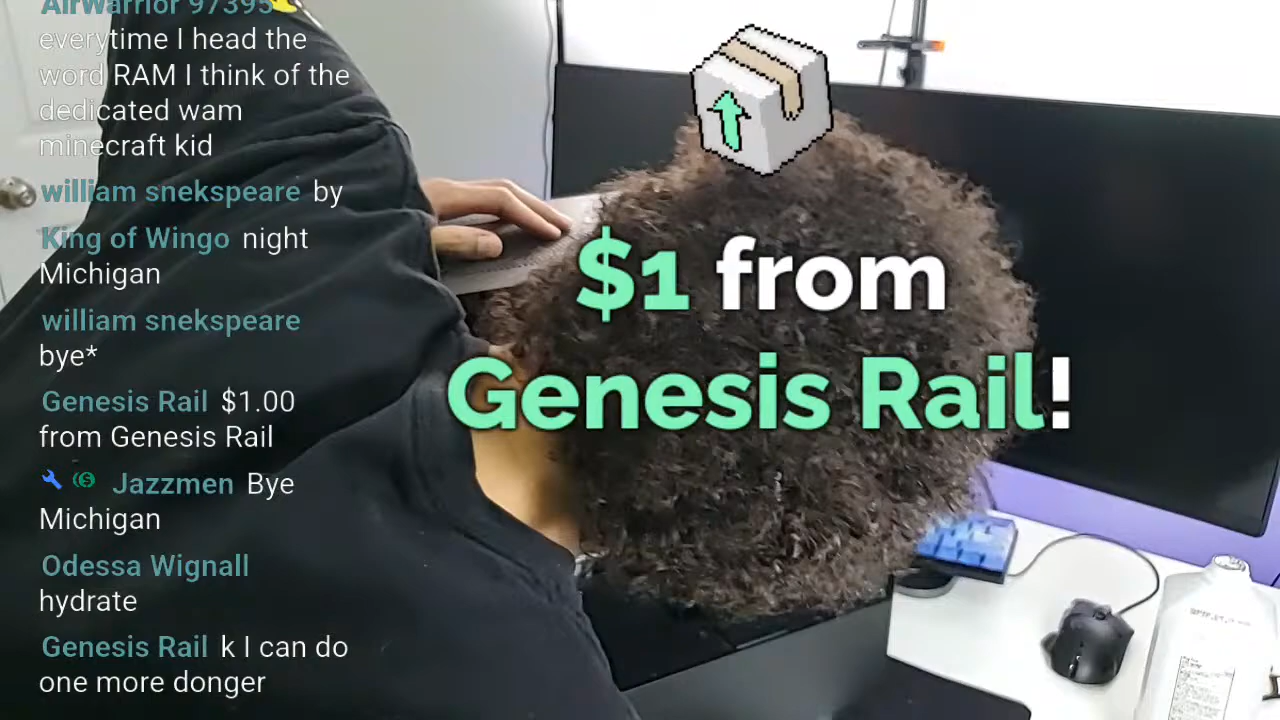 AirWarrior 97395
everytime I head the
word RAM I think of the
dedicated wam
minecraft kid
william snekspeare by
King of Wingo night
Michigan
william snekspeare
bye*
Genesis Rail $1.00
from Genesis Rail
Jazzmen Bye
Michigan
Odessa Wignall
hydrate
Genesis Rail k I can do
one more donger
$1 from
Genesis Rail!